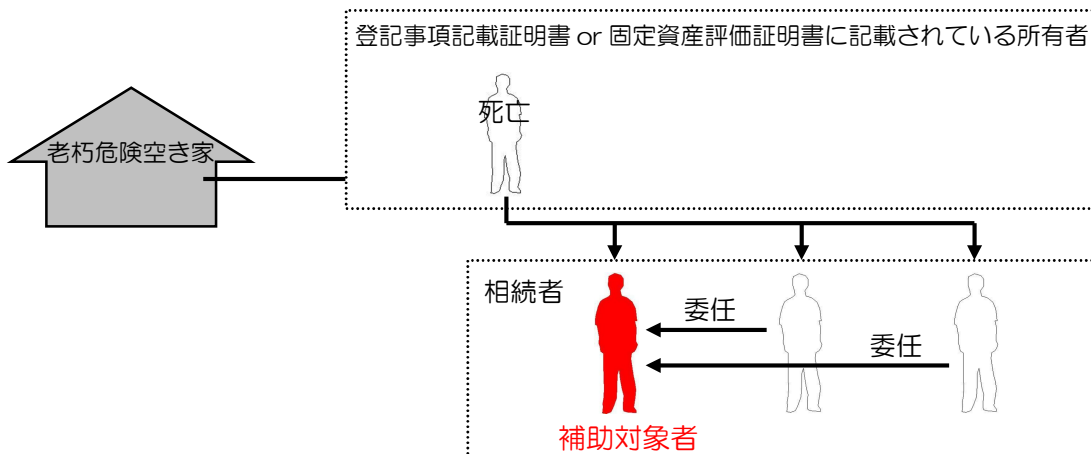 登記事項記載証明書 or 固定資産評価証明書に記載されている所有者
死亡
老朽危険空き家
相続者
委任
委任
補助対象者